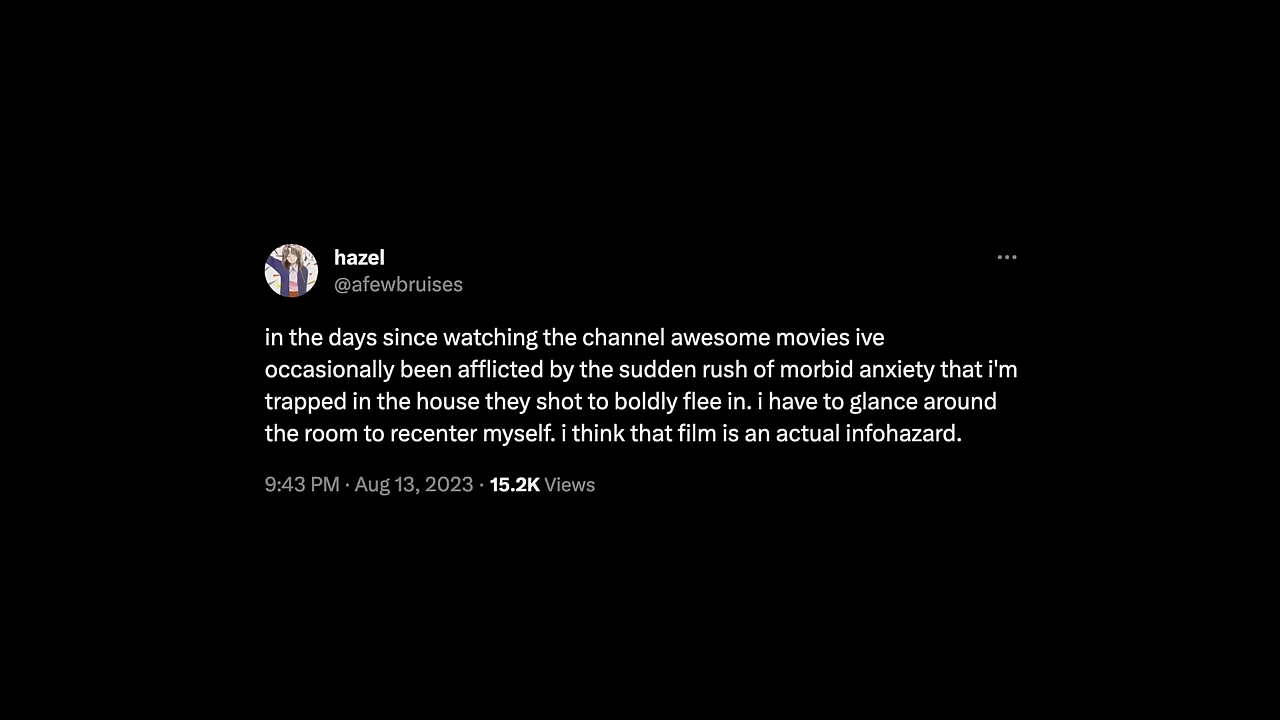 hazel
@afewbruises
in the days since watching the channel awesome movies ive
occasionally been afflicted by the sudden rush of morbid anxiety that i'm
trapped in the house they shot to boldly flee in. i have to glance around
the room to recenter myself. i think that film is an actual infohazard.
9:43 PM · Aug 13, 2023 · 15.2K Views